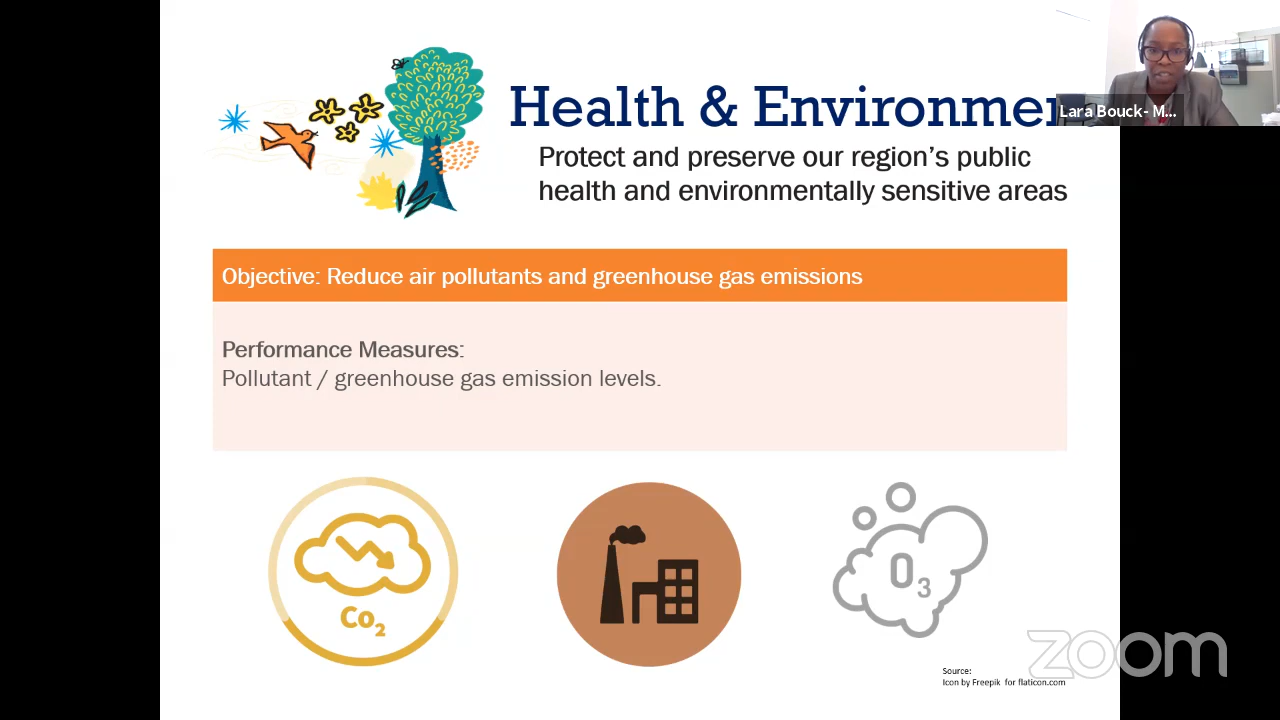 Health & Environmen
Lara Bouck- M...
Protect and preserve our region's public
health and environmentally sensitive areas
Objective: Reduce air pollutants and greenhouse gas emissions
Performance Measures:
Pollutant / greenhouse gas emission levels.
Co2
O3
Source:
Icon by Freepik for flaticon.com
zoom